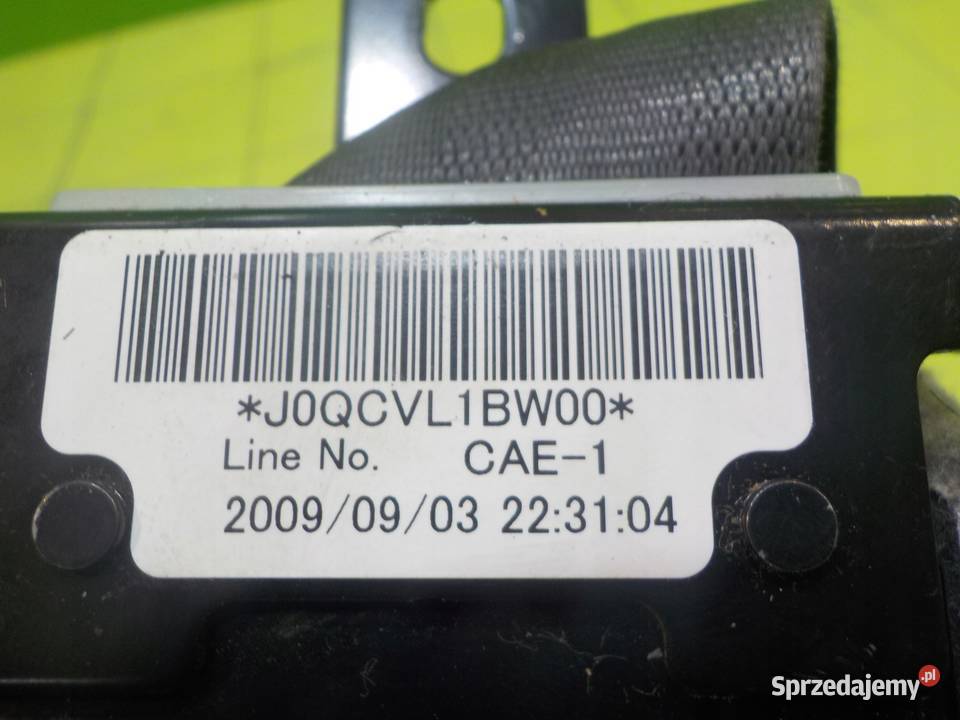 *J0QCVL1BW00*
Line No. CAE-1
2009/09/03 22:31:04
Sprzedajemy.pl